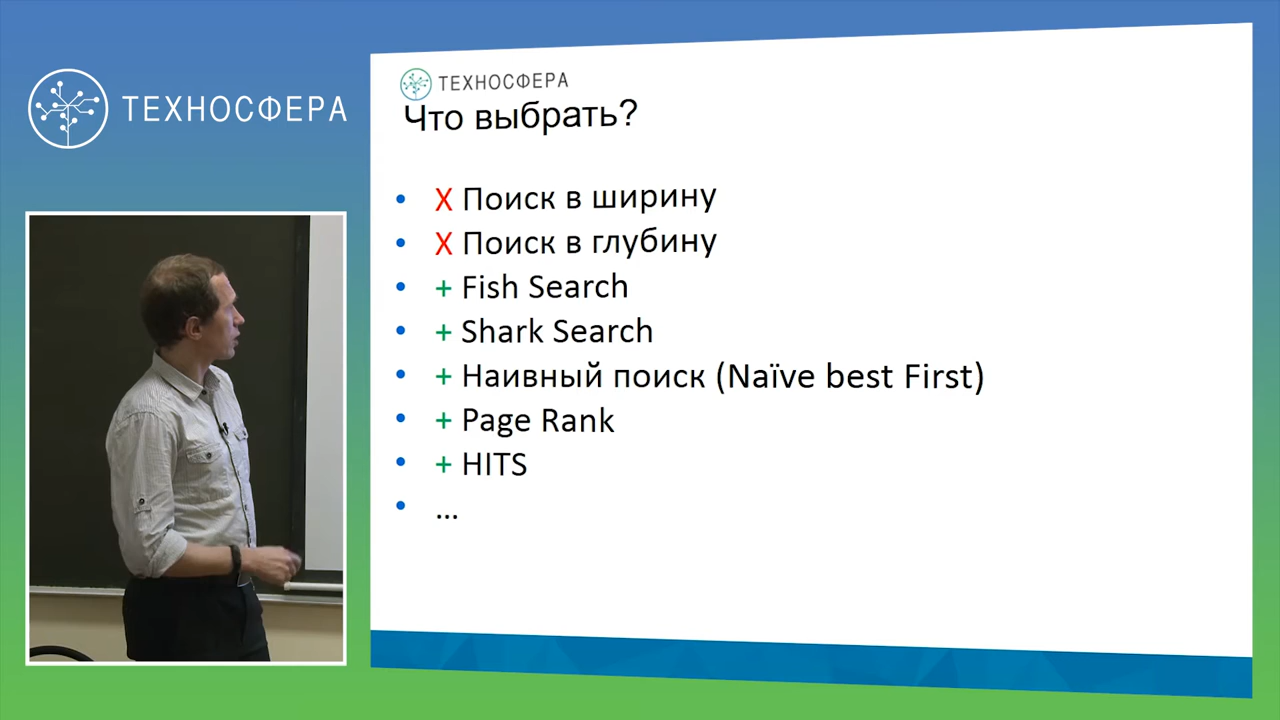 ТЕХНОСФЕРА
ТЕХНОСФЕРА
Что выбрать?
• X Поиск в ширину
• X Поиск в глубину
• + Fish Search
• + Shark Search
• + Наивный поиск (Naïve best First)
• + Page Rank
• + HITS
• ...